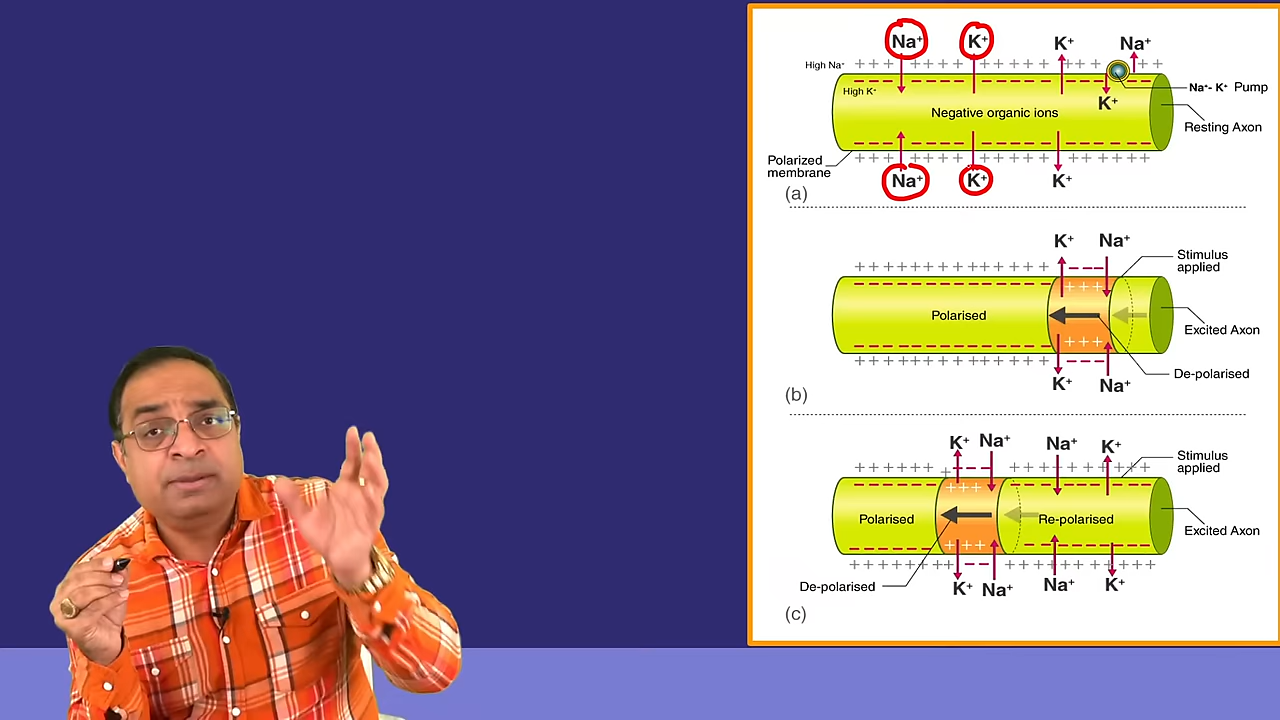 Na⁺ K⁺ K⁺ Na⁺
High Na⁺
High K⁺
Na⁺- K⁺ Pump
K⁺
Negative organic ions
Resting Axon
Polarized
membrane
Na⁺ K⁺ K⁺
(a)
K⁺ Na⁺
Stimulus
applied
Polarised
Excited Axon
De-polarised
K⁺ Na⁺
(b)
K⁺ Na⁺ Na⁺ K⁺
Stimulus
applied
Polarised
Re-polarised
Excited Axon
De-polarised
K⁺ Na⁺ Na⁺ K⁺
(c)